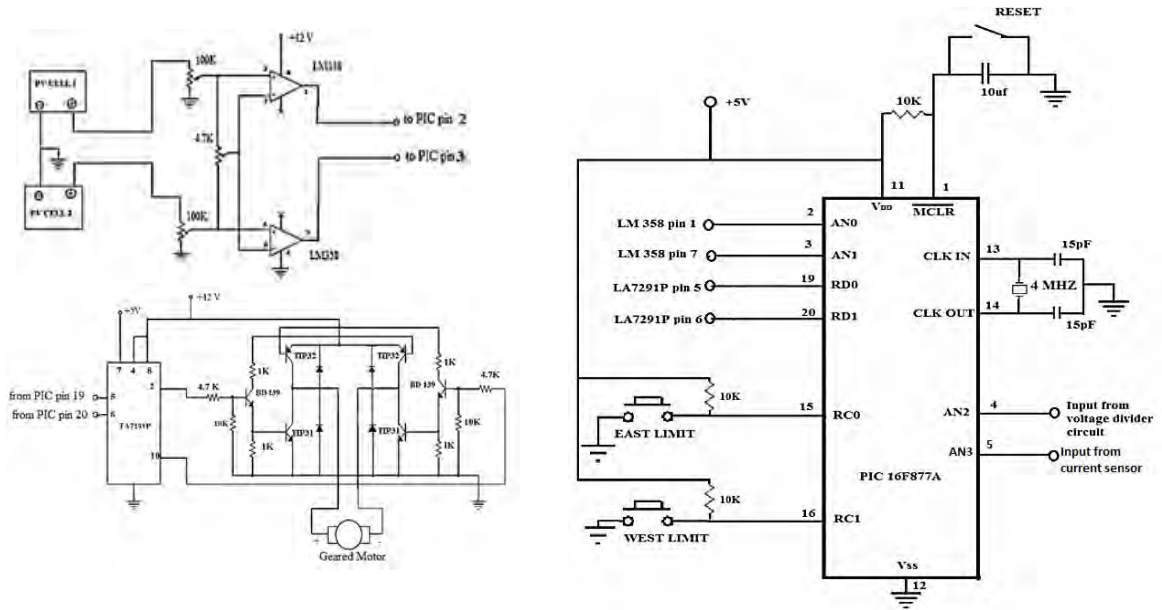 +12 V
LM358
100K
PV CELL 1
4.7K
to PIC pin 2
to PIC pin 3
100K
PV CELL 2
LM358
+5V
+12 V
7 4 8
TIP32
TIP32
1K
1K
4.7K
2
4.7 K
BD 139
BD 139
from PIC pin 19
5
from PIC pin 20
6
10K
10K
TIP31
TIP31
1K
1K
10
+
-
Geared Motor
RESET
10uf
+5V
10K
11
1
VDD
MCLR
LM 358 pin 1
2
AN0
LM 358 pin 7
3
AN1
CLK IN
13
15pF
LA7291P pin 5
19
RD0
4 MHZ
LA7291P pin 6
20
RD1
CLK OUT
14
15pF
10K
15
RC0
EAST LIMIT
AN2
4
Input from
voltage divider
circuit
AN3
5
Input from
current sensor
PIC 16F877A
10K
16
RC1
WEST LIMIT
Vss
12